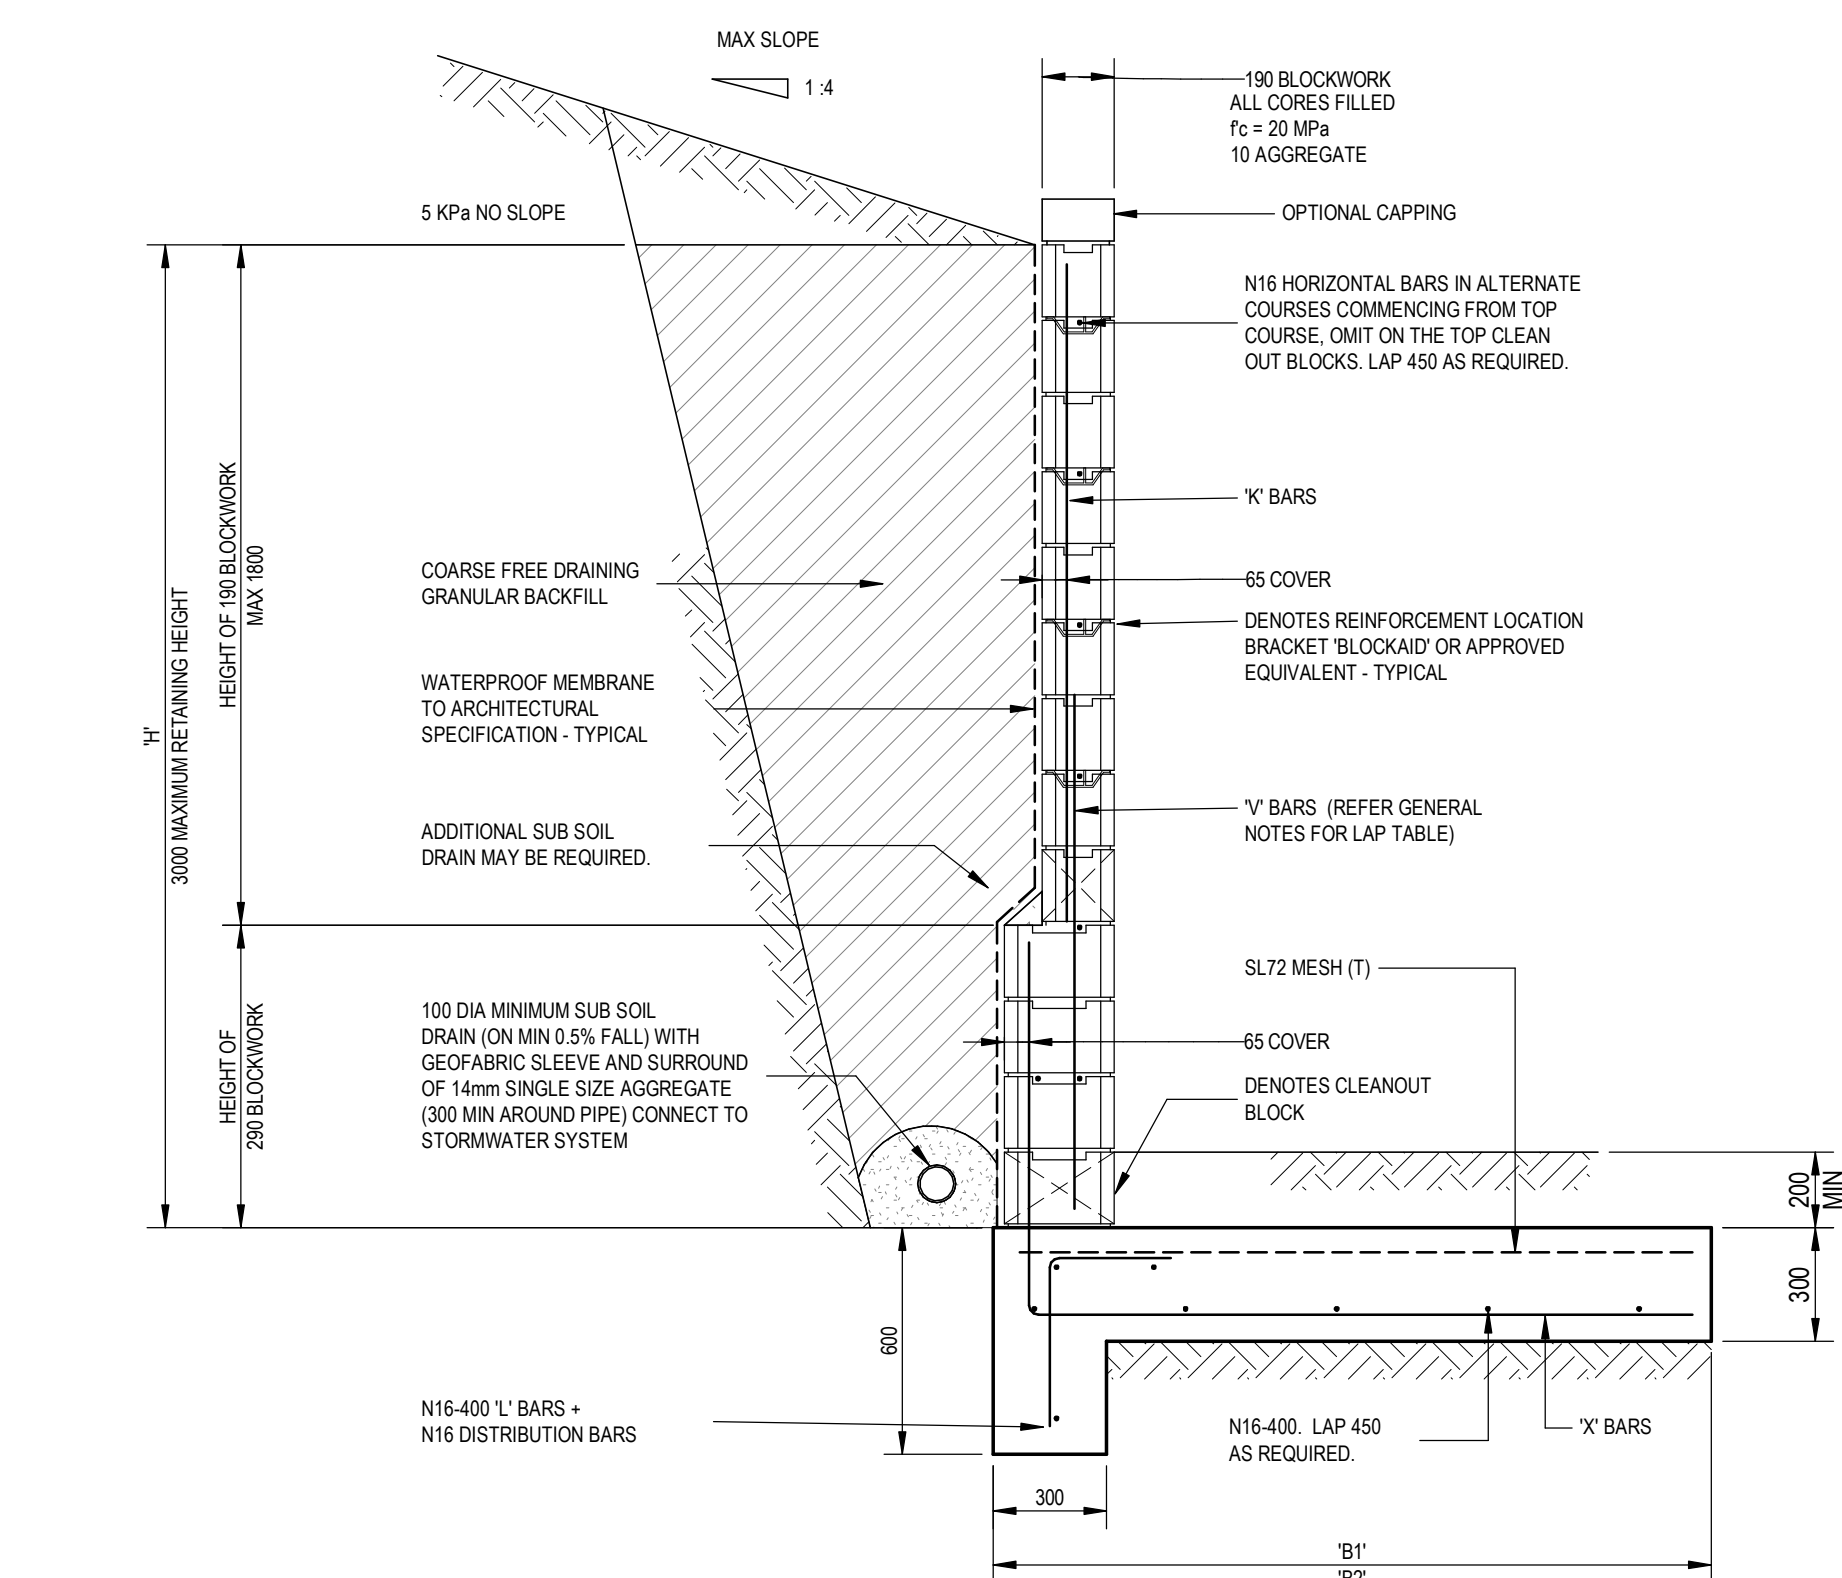 MAX SLOPE
1 :4
190 BLOCKWORK
ALL CORES FILLED
f'c = 20 MPa
10 AGGREGATE
5 KPa NO SLOPE
OPTIONAL CAPPING
N16 HORIZONTAL BARS IN ALTERNATE
COURSES COMMENCING FROM TOP
COURSE, OMIT ON THE TOP CLEAN
OUT BLOCKS. LAP 450 AS REQUIRED.
'K' BARS
'H'
3000 MAXIMUM RETAINING HEIGHT
HEIGHT OF 190 BLOCKWORK
MAX 1800
COARSE FREE DRAINING
GRANULAR BACKFILL
65 COVER
DENOTES REINFORCEMENT LOCATION
BRACKET 'BLOCKAID' OR APPROVED
EQUIVALENT - TYPICAL
WATERPROOF MEMBRANE
TO ARCHITECTURAL
SPECIFICATION - TYPICAL
'V' BARS (REFER GENERAL
NOTES FOR LAP TABLE)
ADDITIONAL SUB SOIL
DRAIN MAY BE REQUIRED.
SL72 MESH (T)
HEIGHT OF
290 BLOCKWORK
100 DIA MINIMUM SUB SOIL
DRAIN (ON MIN 0.5% FALL) WITH
GEOFABRIC SLEEVE AND SURROUND
OF 14mm SINGLE SIZE AGGREGATE
(300 MIN AROUND PIPE) CONNECT TO
STORMWATER SYSTEM
65 COVER
DENOTES CLEANOUT
BLOCK
200
MIN
300
600
N16-400 'L' BARS +
N16 DISTRIBUTION BARS
N16-400. LAP 450
AS REQUIRED.
'X' BARS
300
'B1'
'B2'